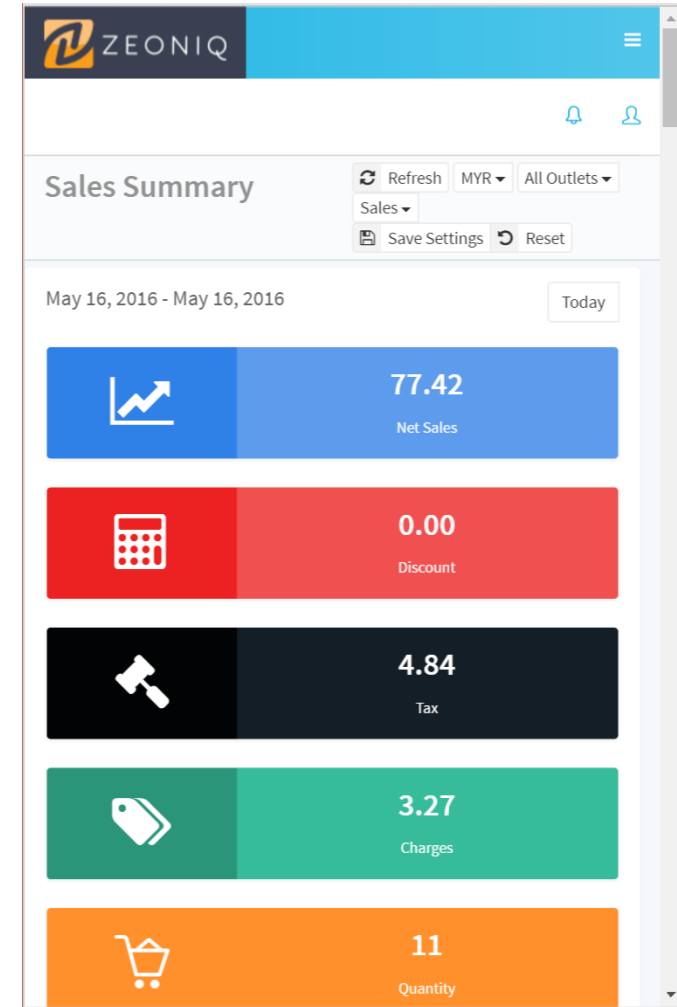 ZEONIQ
Sales Summary
Refresh MYR All Outlets
Sales
Save Settings Reset
May 16, 2016 - May 16, 2016
Today
77.42
Net Sales
0.00
Discount
4.84
Tax
3.27
Charges
11
Quantity